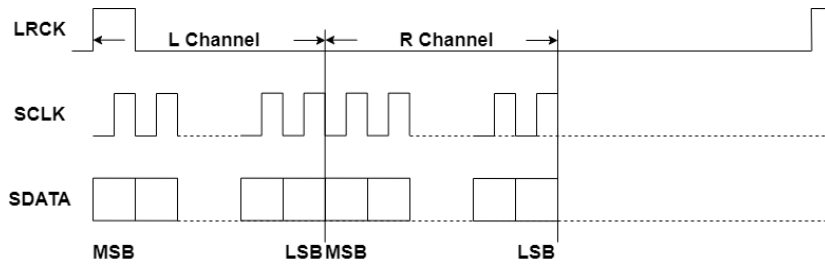 LRCK
L Channel
R Channel
SCLK
SDATA
MSB
LSB
MSB
LSB